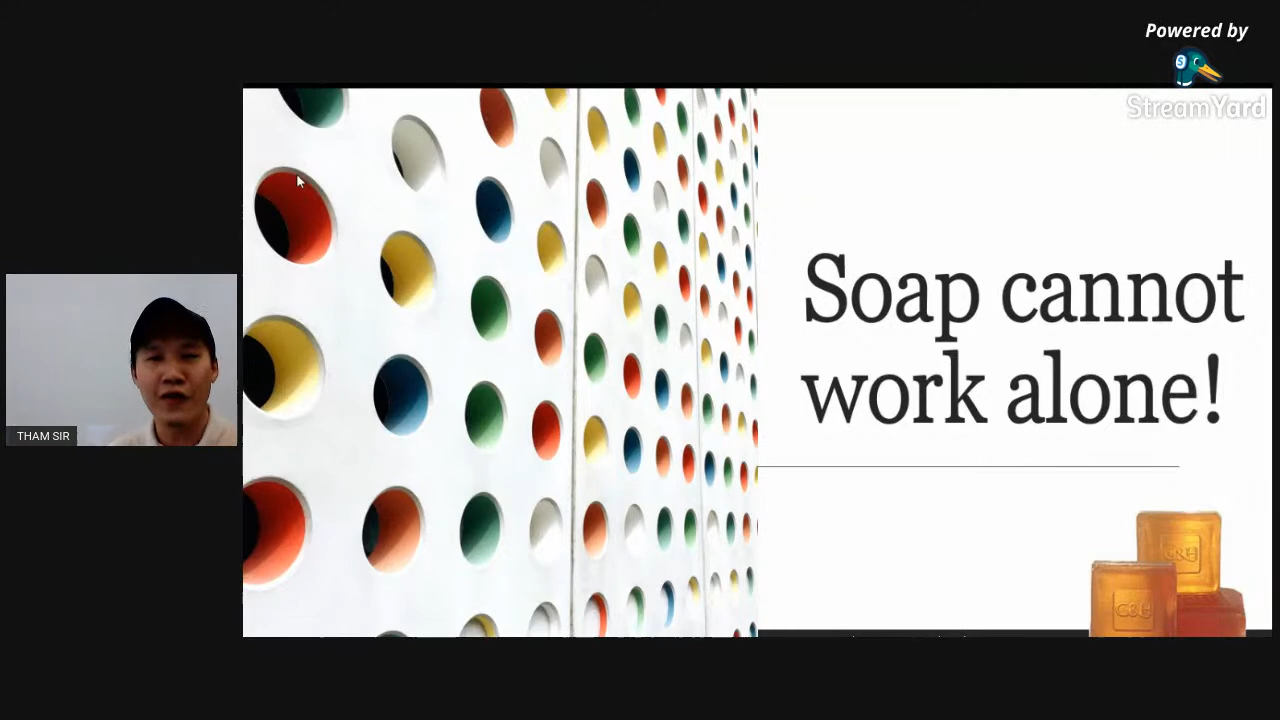 Powered by
StreamYard
Soap cannot
work alone!
THAM SIR
C&H
C&H